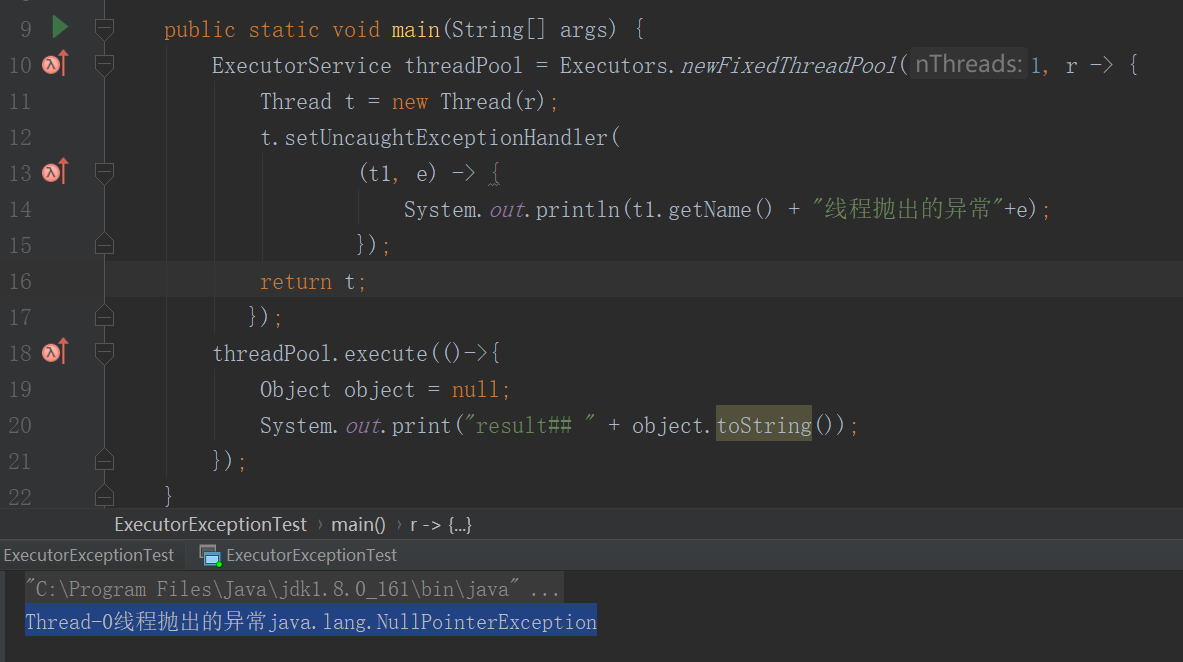 9 public static void main(String[] args) {
10 ExecutorService threadPool = Executors.newFixedThreadPool( nThreads: 1, r -> {
11 Thread t = new Thread(r);
12 t.setUncaughtExceptionHandler(
13 (t1, e) -> {
14 System.out.println(t1.getName() + "线程抛出的异常"+e);
15 });
16 return t;
17 });
18 threadPool.execute(()->{
19 Object object = null;
20 System.out.print("result## " + object.toString());
21 });
22 }
ExecutorExceptionTest › main() › r -> {...}
ExecutorExceptionTest ExecutorExceptionTest
"C:\Program Files\Java\jdk1.8.0_161\bin\java" ...
Thread-0线程抛出的异常java.lang.NullPointerException